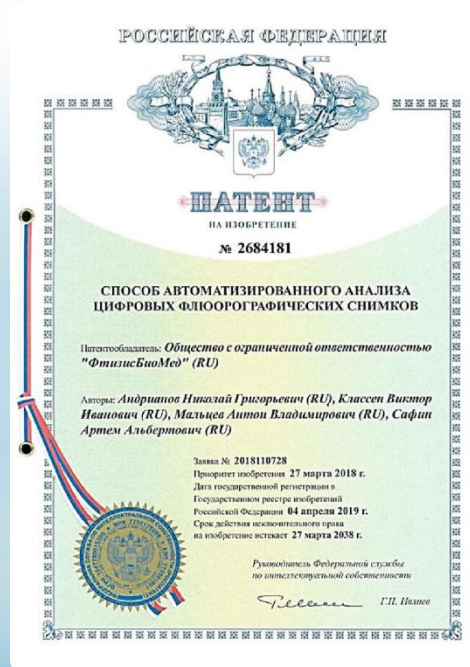 РОССИЙСКАЯ ФЕДЕРАЦИЯ
ПАТЕНТ
НА ИЗОБРЕТЕНИЕ
№ 2684181
СПОСОБ АВТОМАТИЗИРОВАННОГО АНАЛИЗА
ЦИФРОВЫХ ФЛЮОРОГРАФИЧЕСКИХ СНИМКОВ
Патентообладатель: Общество с ограниченной ответственностью
"ФтизисБиоМед" (RU)
Авторы: Андрианов Николай Григорьевич (RU), Классен Виктор
Иванович (RU), Мальцев Антон Владимирович (RU), Сафин
Артем Альбертович (RU)
Заявка № 2018110728
Приоритет изобретения 27 марта 2018 г.
Дата государственной регистрации в
Государственном реестре изобретений
Российской Федерации 04 апреля 2019 г.
Срок действия исключительного права
на изобретение истекает 27 марта 2038 г.
Руководитель Федеральной службы
по интеллектуальной собственности
Г.П. Ивлиев